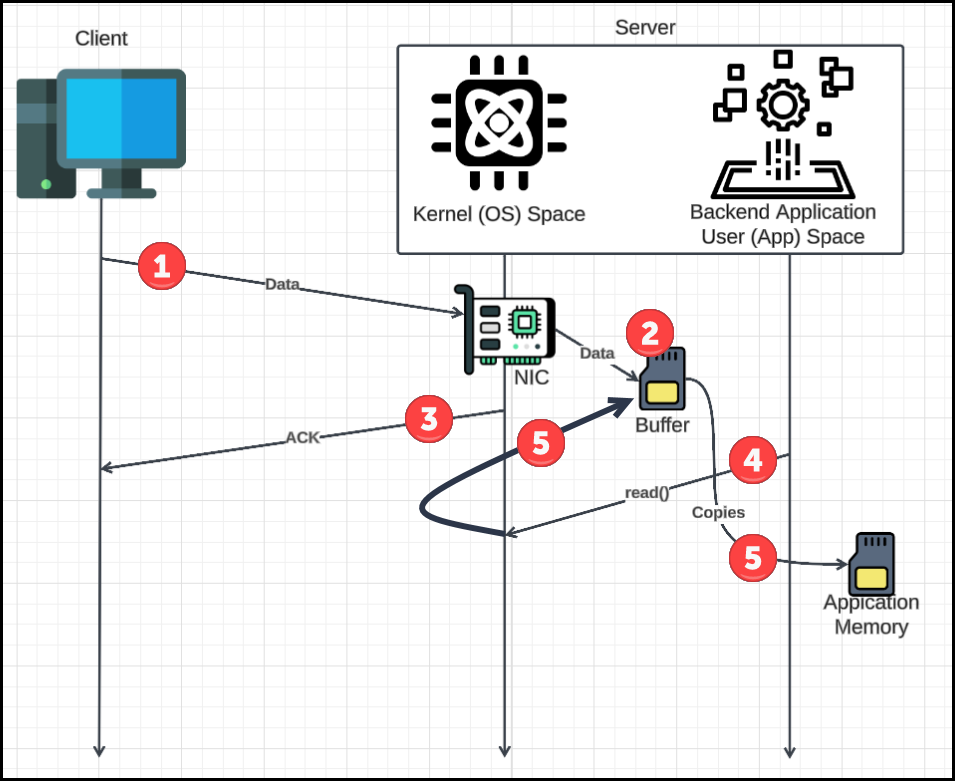 Client
Server
Kernel (OS) Space
Backend Application
User (App) Space
1
Data
NIC
Data
2
Buffer
3
ACK
5
4
read()
Copies
5
Appication
Memory